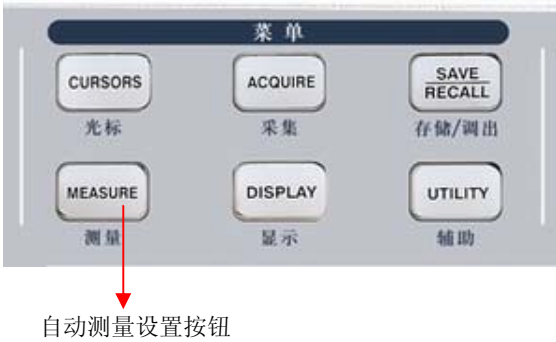 菜单
CURSORS ACQUIRE SAVE
RECALL
光标 采集 存储/调出
MEASURE DISPLAY UTILITY
测量 显示 辅助
自动测量设置按钮